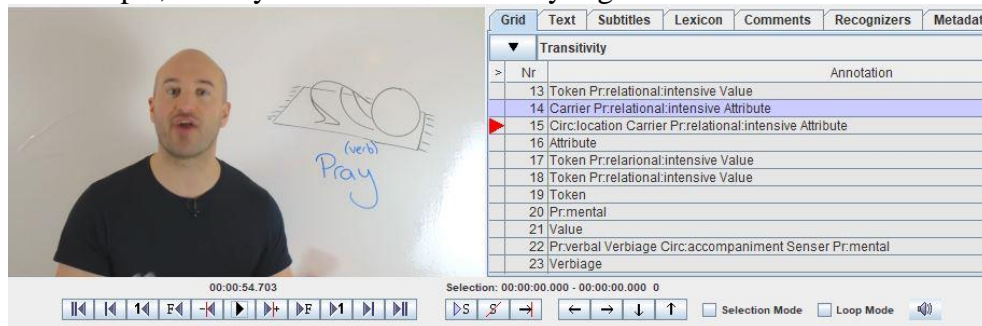 Grid Text Subtitles Lexicon Comments Recognizers Metadat
▼ Transitivity
> Nr Annotation
13 Token Pr:relational:intensive Value
14 Carrier Pr:relational:intensive Attribute
15 Circ:location Carrier Pr:relational:intensive Attribute
16 Attribute
17 Token Pr:relarional:intensive Value
18 Token Pr:relational:intensive Value
19 Token
20 Pr:mental
21 Value
22 Pr:verbal Verbiage Circ:accompaniment Senser Pr:mental
23 Verbiage
(verb)
Pray
00:00:54.703
Selection: 00:00:00.000 - 00:00:00.000 0
1 F F 1 S S
Selection Mode Loop Mode